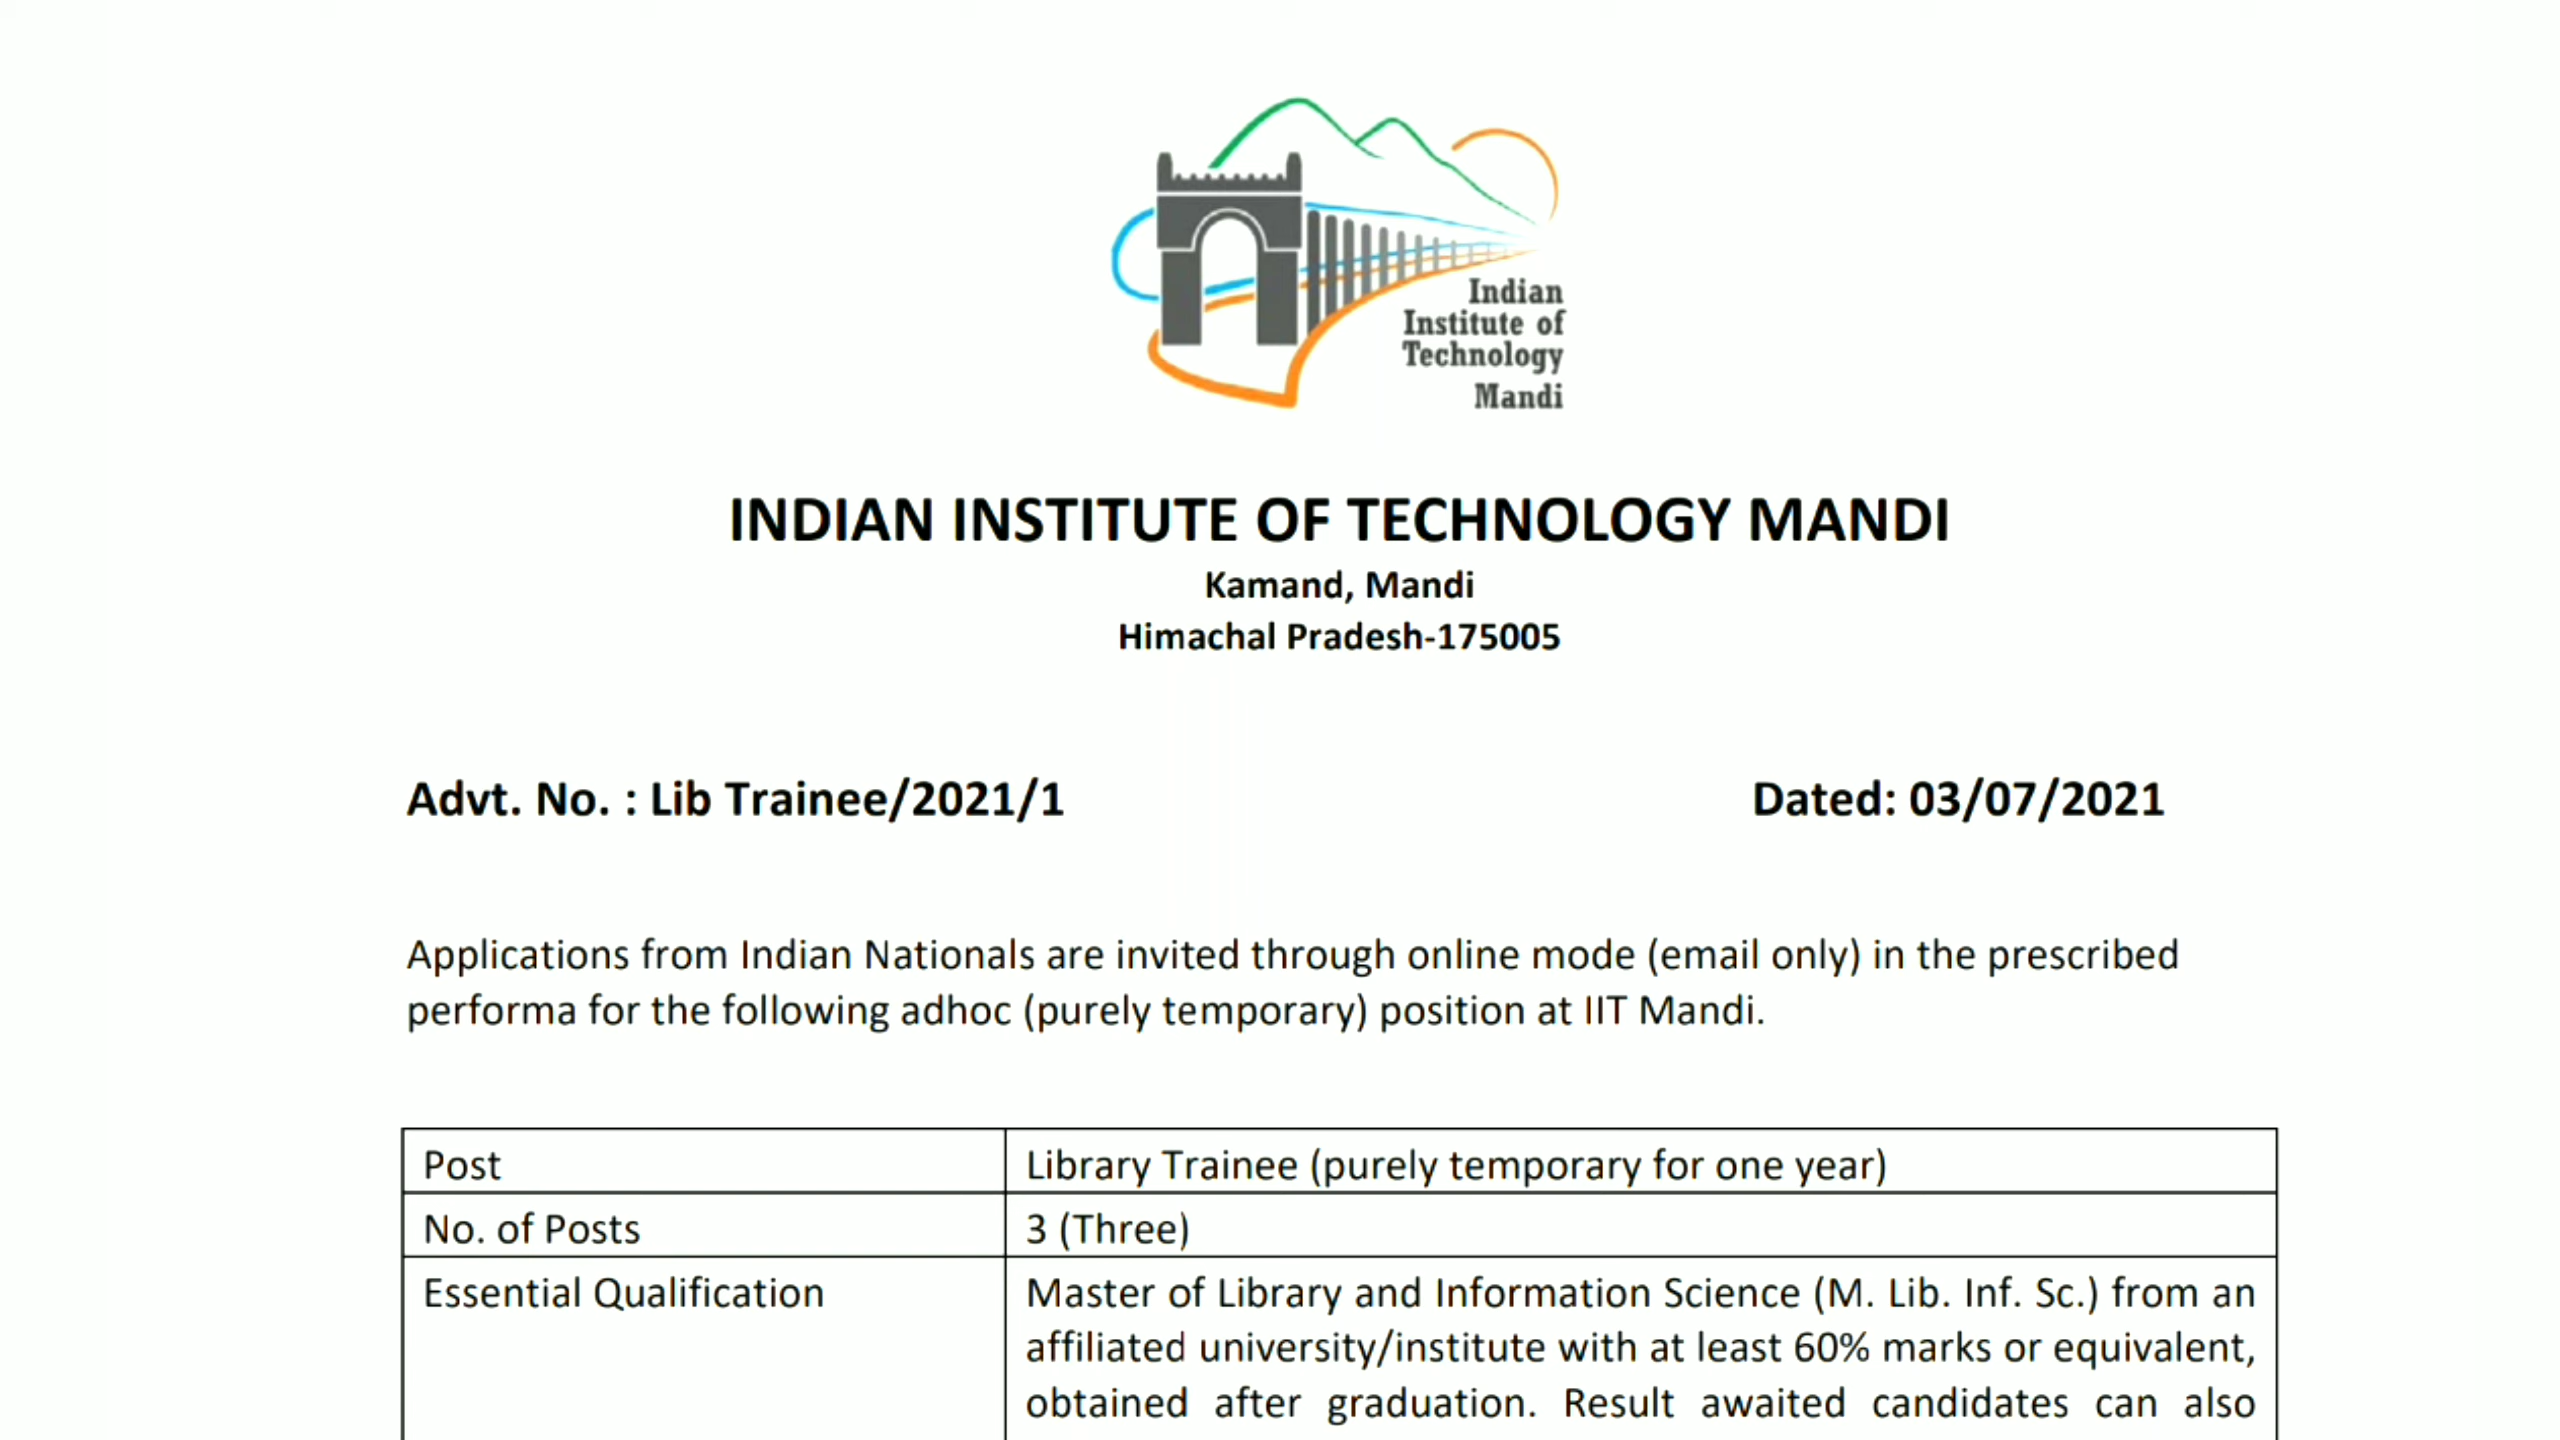 Indian
Institute of
Technology
Mandi
INDIAN INSTITUTE OF TECHNOLOGY MANDI
Kamand, Mandi
Himachal Pradesh-175005
Advt. No. : Lib Trainee/2021/1 Dated: 03/07/2021
Applications from Indian Nationals are invited through online mode (email only) in the prescribed
performa for the following adhoc (purely temporary) position at IIT Mandi.
Post Library Trainee (purely temporary for one year)
No. of Posts 3 (Three)
Essential Qualification Master of Library and Information Science (M. Lib. Inf. Sc.) from an
affiliated university/institute with at least 60% marks or equivalent,
obtained after graduation. Result awaited candidates can also